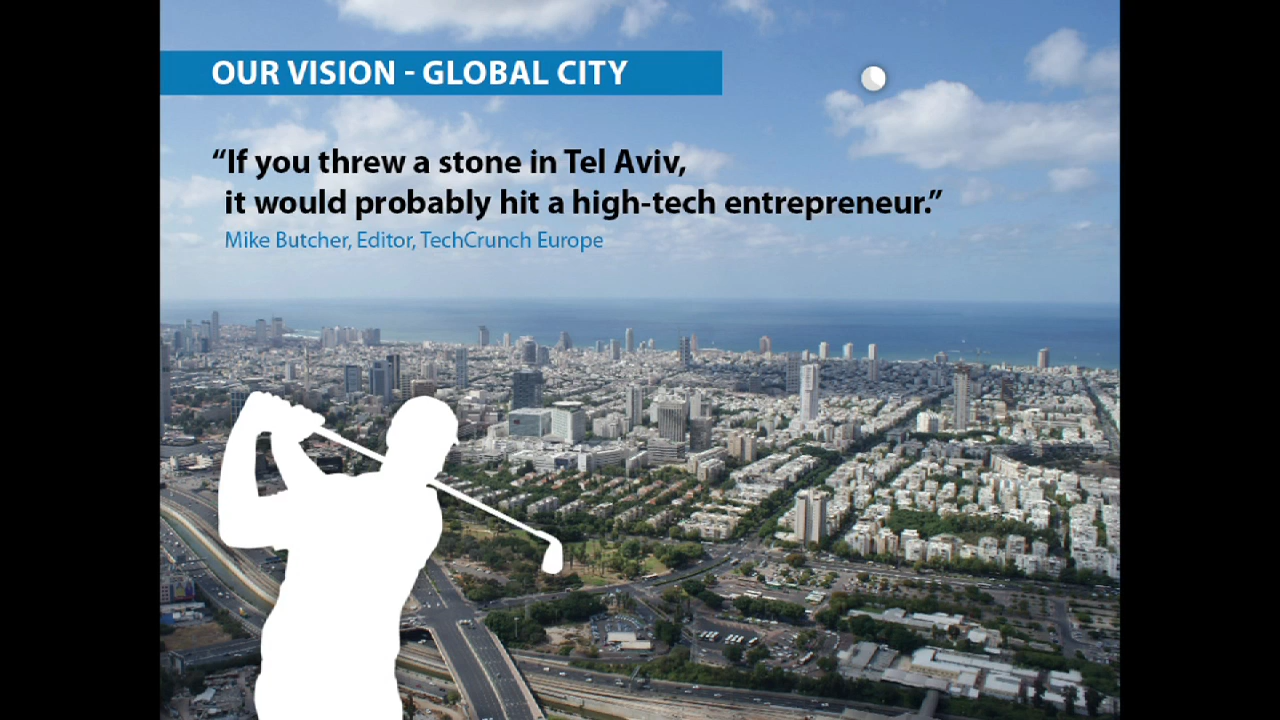 OUR VISION - GLOBAL CITY
“If you threw a stone in Tel Aviv,
it would probably hit a high-tech entrepreneur.”
Mike Butcher, Editor, TechCrunch Europe